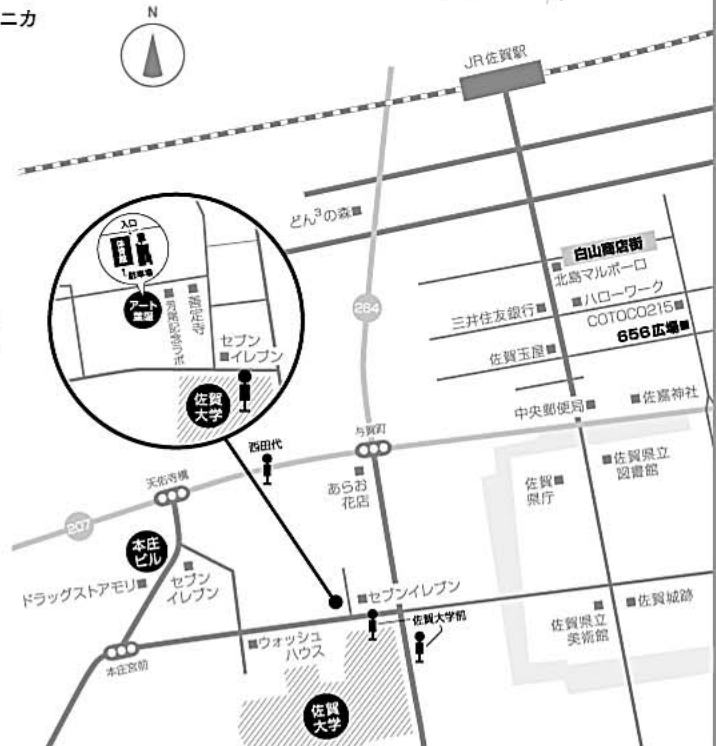 ニカ
N
JR佐賀駅
どん³の森
白山商店街
北島マルボーロ
ハローワーク
三井住友銀行
COTOCO215
656広場
佐賀玉屋
中央郵便局
佐嘉神社
264
入口
駐車場
アート
セブン
イレブン
佐賀
大学
西田代
与賀町
あらお
花店
佐賀
県庁
佐賀県立
図書館
天佑寺橋
207
本庄
ビル
ドラッグストアモリ
セブン
イレブン
セブンイレブン
佐賀大学前
佐賀県立
美術館
佐賀城跡
ウォッシュ
ハウス
本庄宮前
佐賀
大学